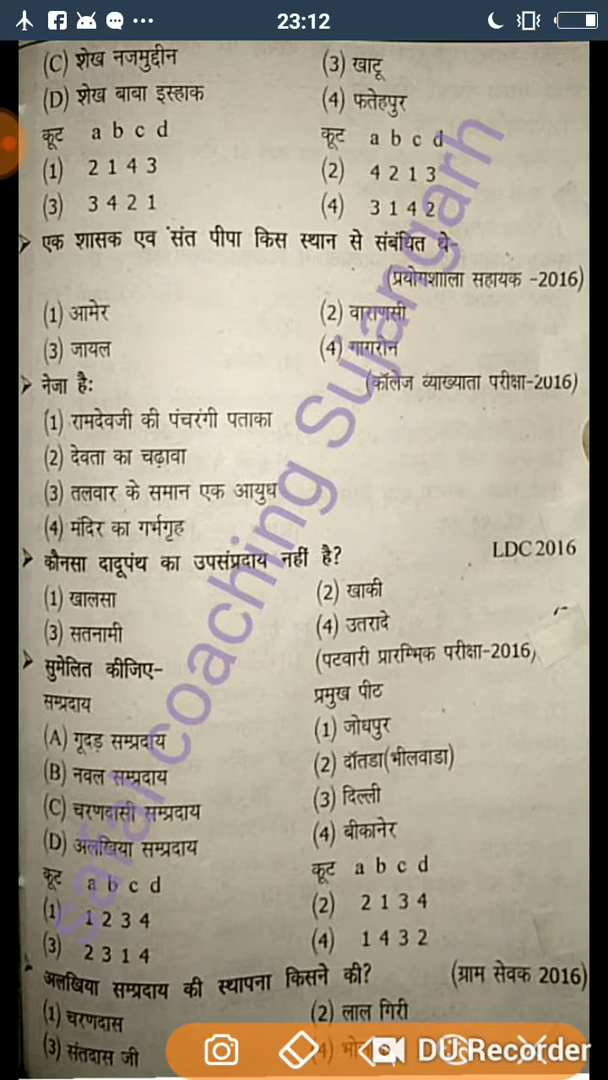 23:12
(C) शेख नजमुद्दीन (3) खाटू
(D) शेख बाबा इस्हाक (4) फतेहपुर
कूट a b c d कूट a b c d
(1) 2 1 4 3 (2) 4 2 1 3
(3) 3 4 2 1 (4) 3 1 4 2
एक शासक एव संत पीपा किस स्थान से संबंधित थे-
(प्रयोगशाला सहायक -2016)
(1) आमेर (2) वाराणसी
(3) जायल (4) गागरोन
नेजा हैः (कॉलेज व्याख्याता परीक्षा-2016)
(1) रामदेवजी की पंचरंगी पताका
(2) देवता का चढ़ावा
(3) तलवार के समान एक आयुध
(4) मंदिर का गर्भगृह
कौनसा दादूपंथ का उपसंप्रदाय नहीं है? LDC 2016
(1) खालसा (2) खाकी
(3) सतनामी (4) उतरादे
सुमेलित कीजिए- (पटवारी प्रारम्भिक परीक्षा-2016)
सम्प्रदाय प्रमुख पीठ
(A) गूदड़ सम्प्रदाय (1) जोधपुर
(B) नवल सम्प्रदाय (2) दाँतडा(भीलवाडा)
(C) चरणदासी सम्प्रदाय (3) दिल्ली
(D) अलखिया सम्प्रदाय (4) बीकानेर
कूट a b c d कूट a b c d
(1) 1 2 3 4 (2) 2 1 3 4
(3) 2 3 1 4 (4) 1 4 3 2
अलखिया सम्प्रदाय की स्थापना किसने की? (ग्राम सेवक 2016)
(1) चरणदास (2) लाल गिरी
(3) संतदास जी (4)
DU Recorder
safal coaching Sujangarh